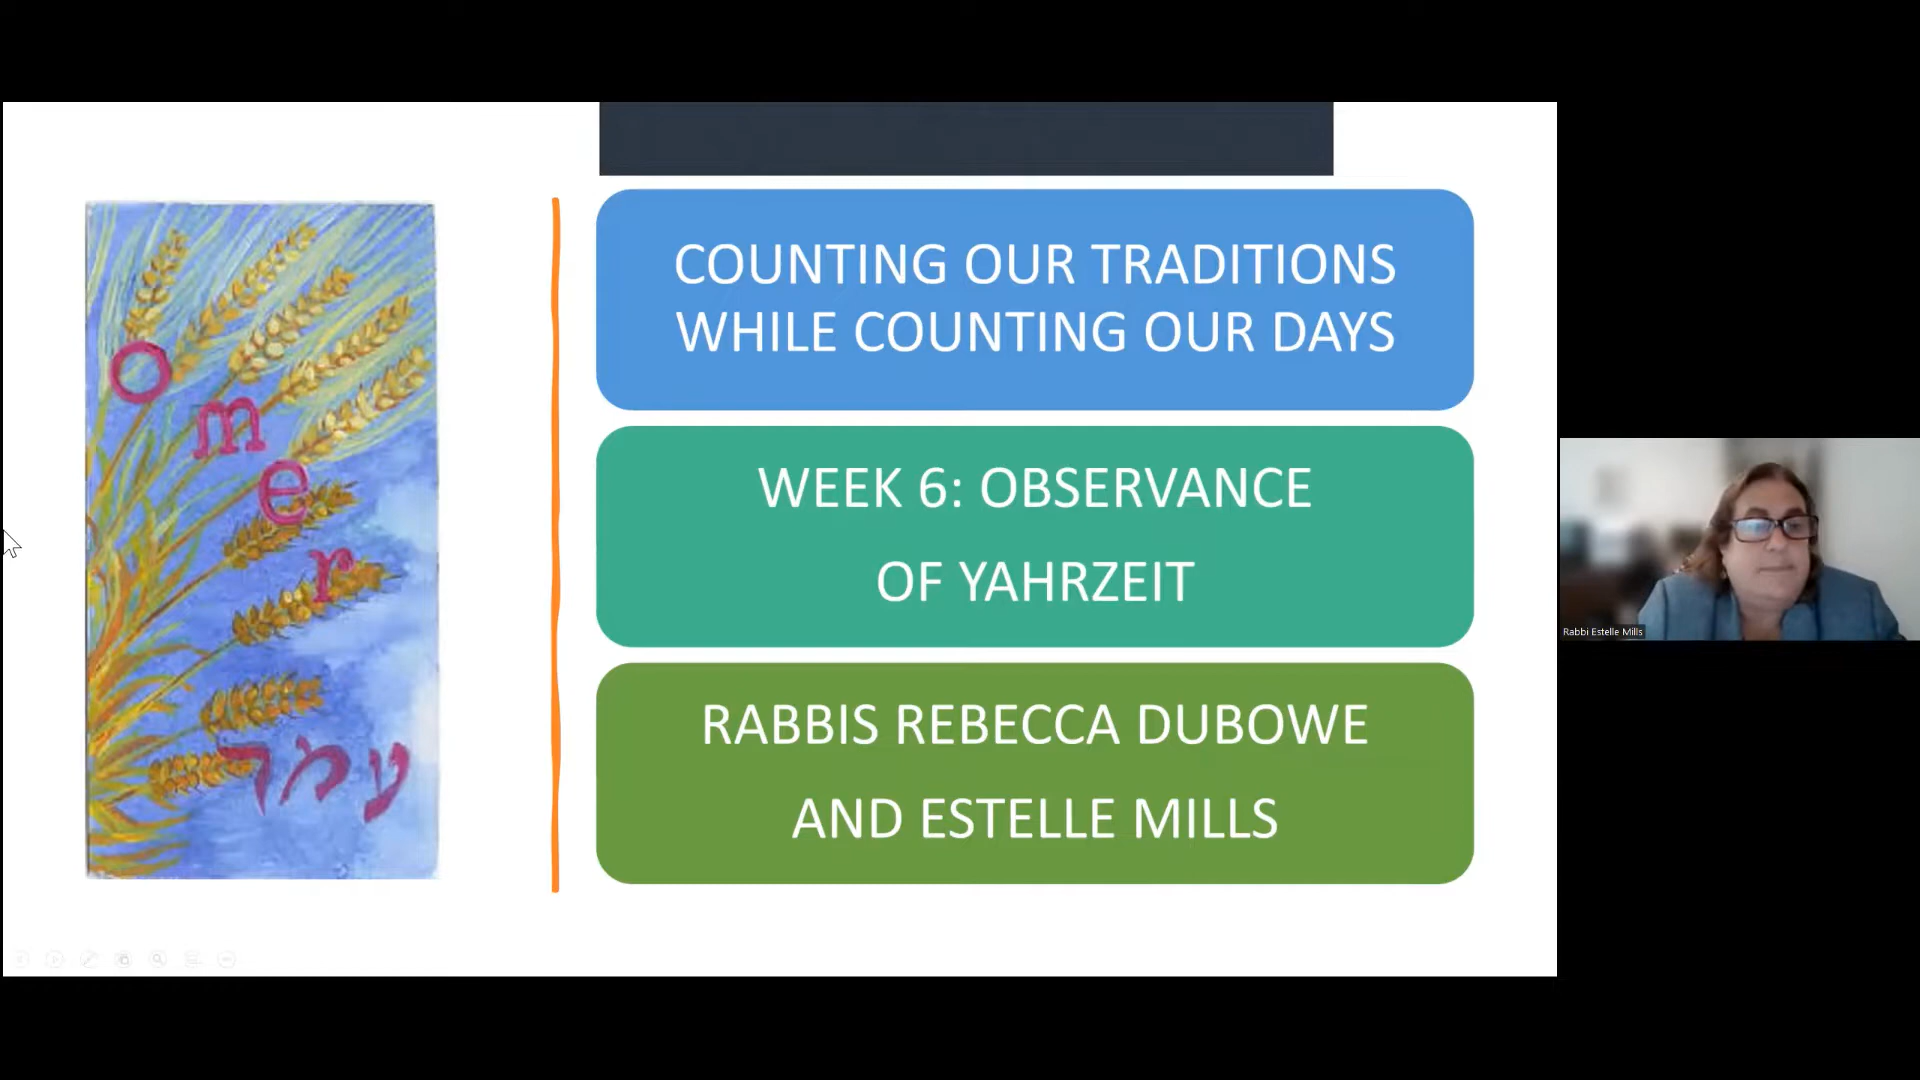 o
m
e
r
עמר
COUNTING OUR TRADITIONS
WHILE COUNTING OUR DAYS
WEEK 6: OBSERVANCE
OF YAHRZEIT
RABBIS REBECCA DUBOWE
AND ESTELLE MILLS
Rabbi Estelle Mills